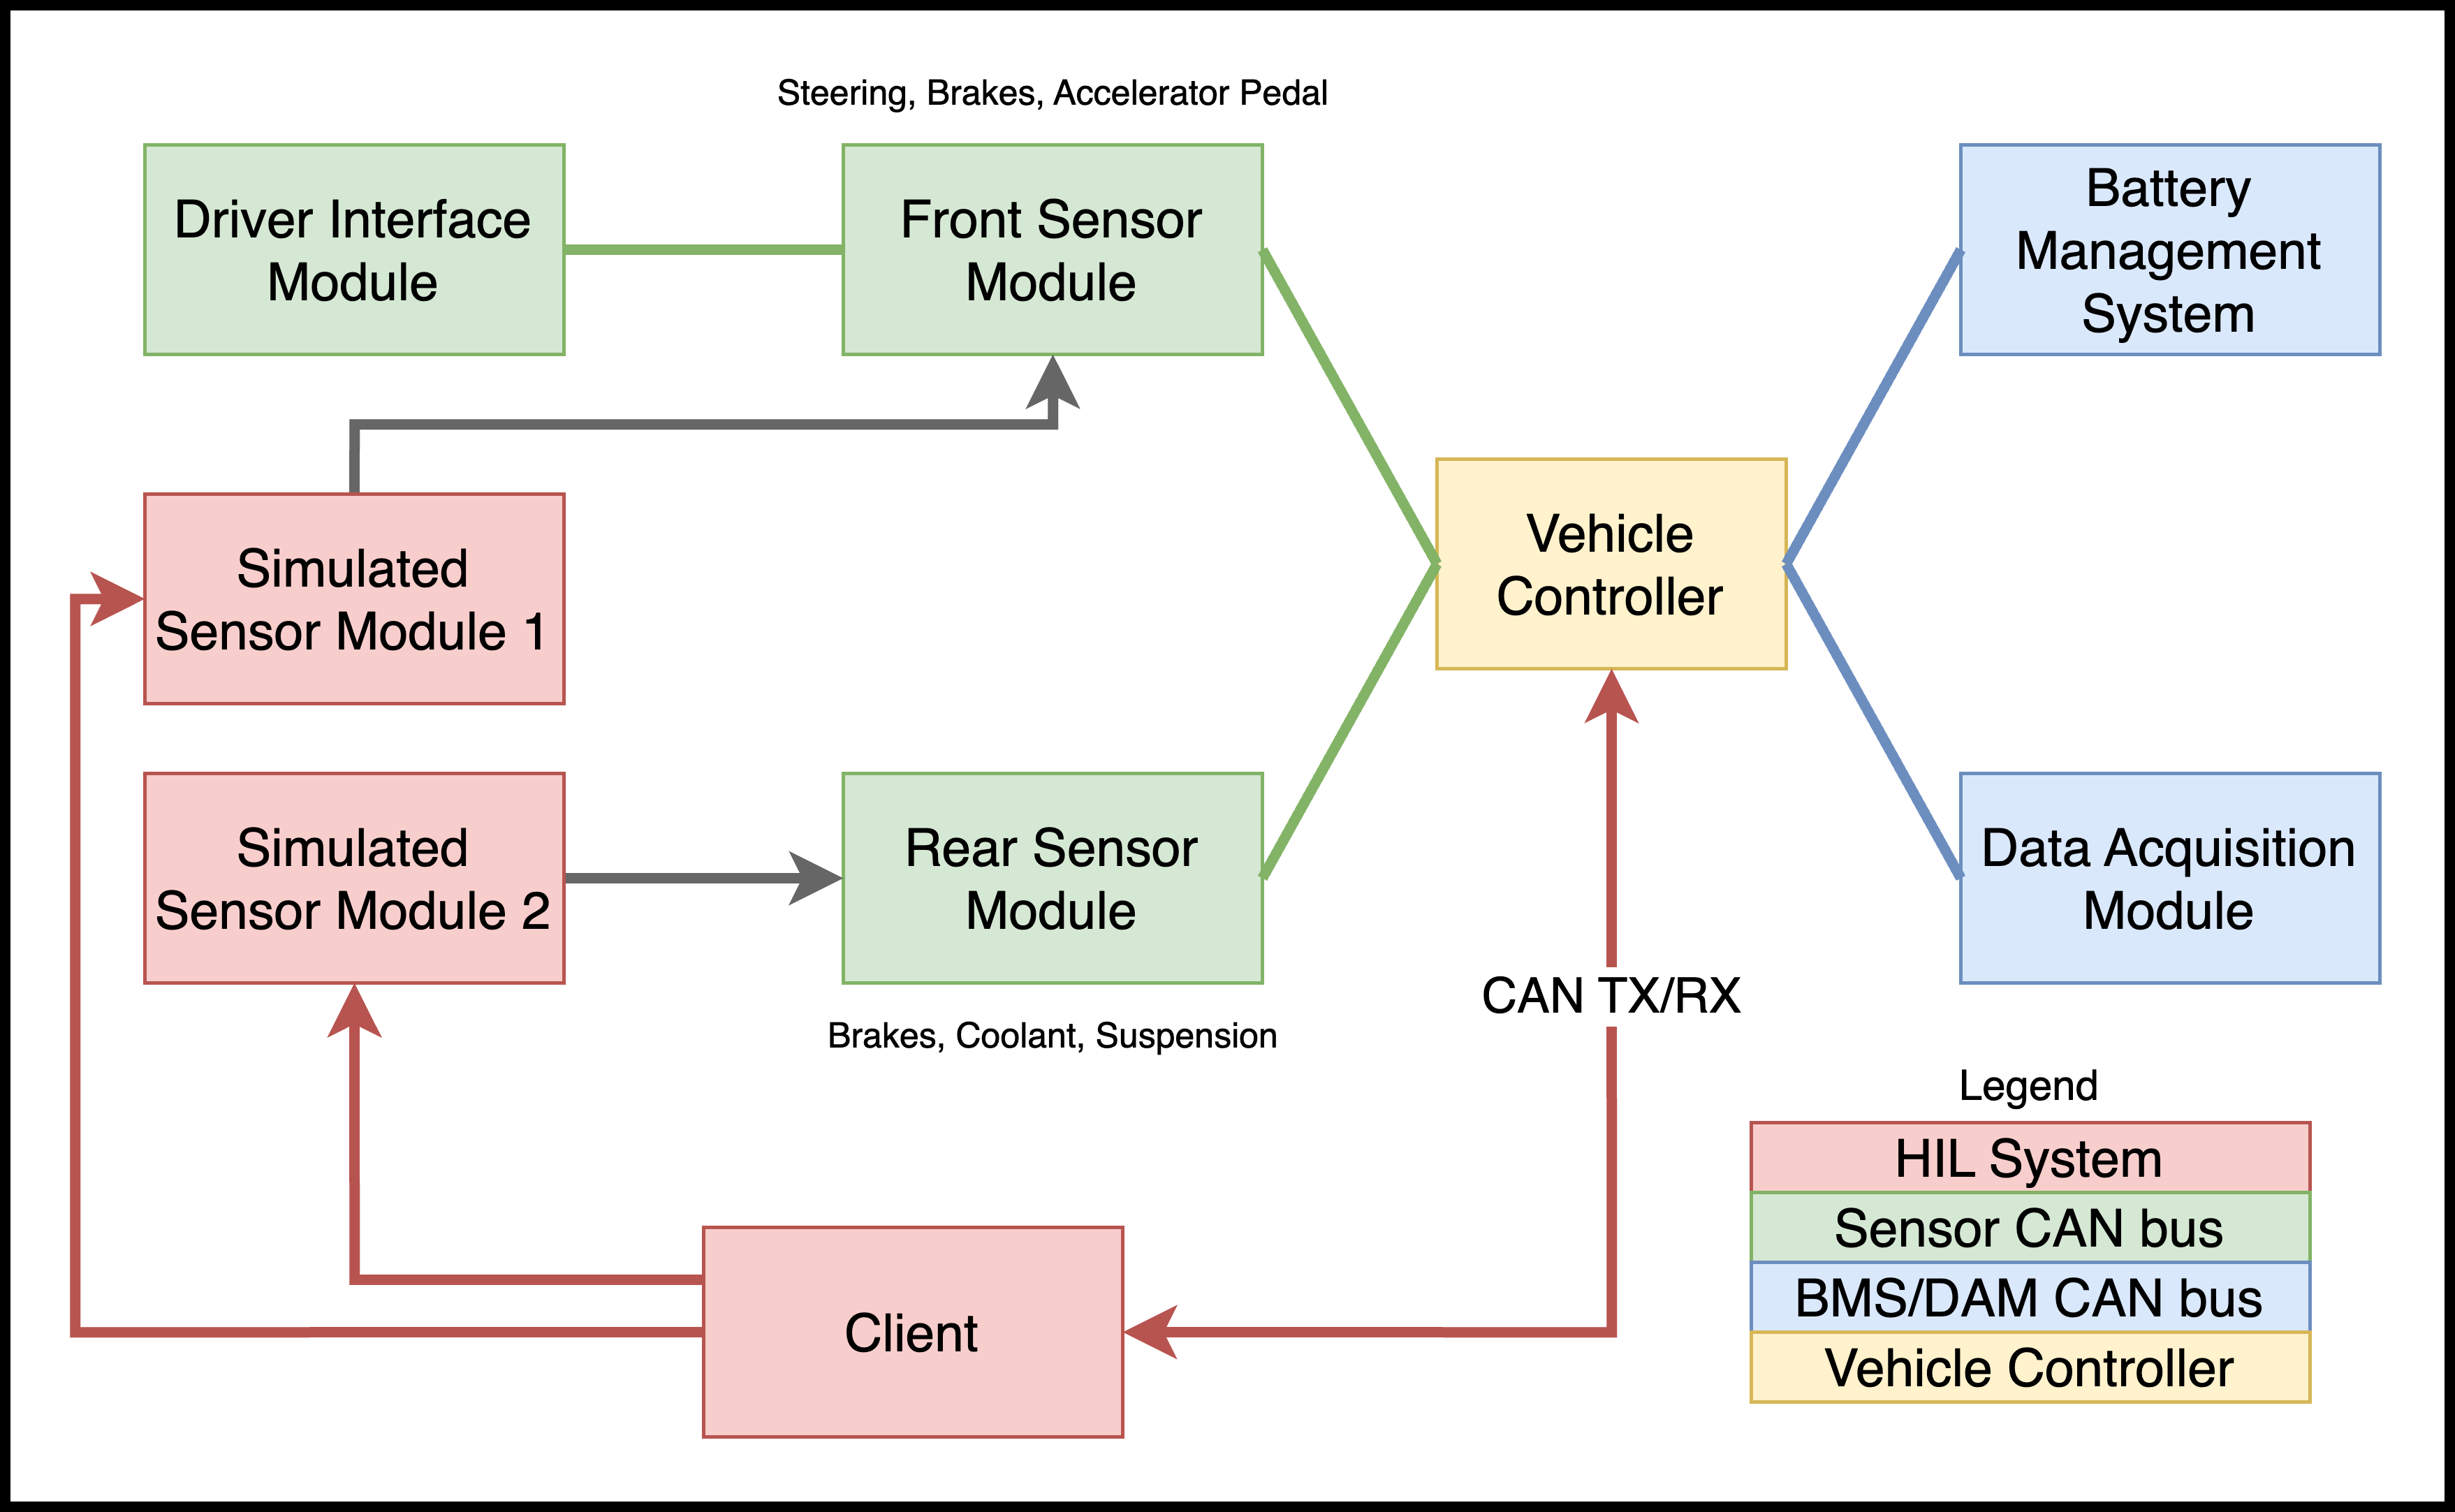 Steering, Brakes, Accelerator Pedal
Driver Interface
Module
Front Sensor
Module
Battery
Management
System
Simulated
Sensor Module 1
Vehicle
Controller
Simulated
Sensor Module 2
Rear Sensor
Module
Data Acquisition
Module
Brakes, Coolant, Suspension
CAN TX/RX
Client
Legend
HIL System
Sensor CAN bus
BMS/DAM CAN bus
Vehicle Controller